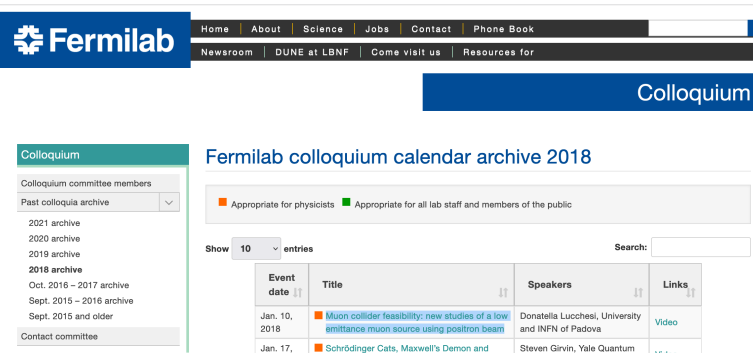 Fermilab
Home About Science Jobs Contact Phone Book
Newsroom DUNE at LBNF Come visit us Resources for
Colloquium
Colloquium
Colloquium committee members
Past colloquia archive
2021 archive
2020 archive
2019 archive
2018 archive
Oct. 2016 – 2017 archive
Sept. 2015 – 2016 archive
Sept. 2015 and older
Contact committee
Fermilab colloquium calendar archive 2018
Appropriate for physicists Appropriate for all lab staff and members of the public
Show 10 entries Search:
Event date Title Speakers Links
Jan. 10, 2018
Muon collider feasibility: new studies of a low
emittance muon source using positron beam
Donatella Lucchesi, University
and INFN of Padova
Video
Jan. 17,
Schrödinger Cats, Maxwell's Demon and
Steven Girvin, Yale Quantum